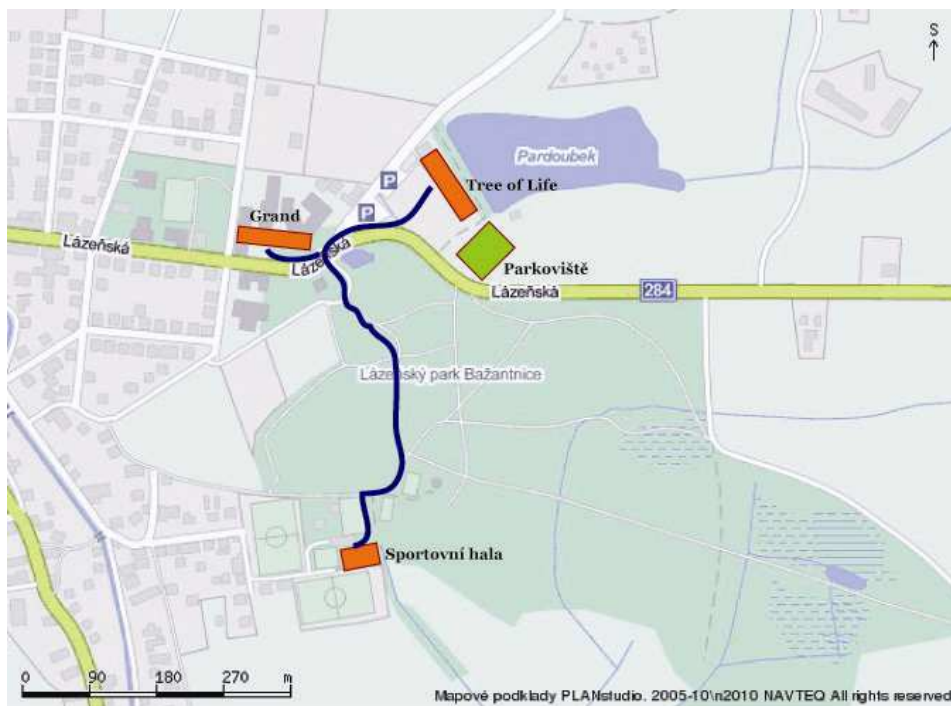 S
Pardoubek
P
Tree of Life
P
Grand
Lázeňská
Lázeňská
Parkoviště
Lázeňská
284
Lázeňský park Bažantnice
Sportovní hala
0 90 180 270 m
Mapové podklady PLANstudio. 2005-10\n2010 NAVTEQ All rights reserved